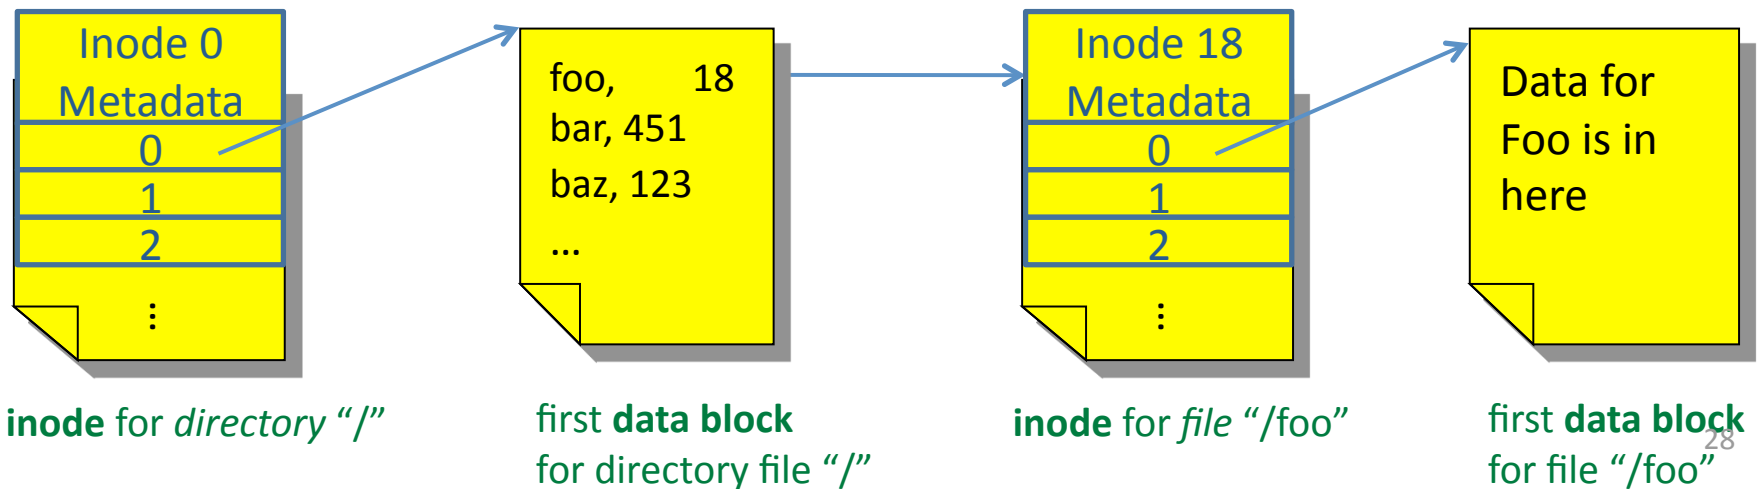 Inode 0
Metadata
0
1
2
...
inode for directory “/”
foo, 18
bar, 451
baz, 123
...
first data block
for directory file “/”
Inode 18
Metadata
0
1
2
...
inode for file “/foo”
Data for
Foo is in
here
first data block
for file “/foo”
28